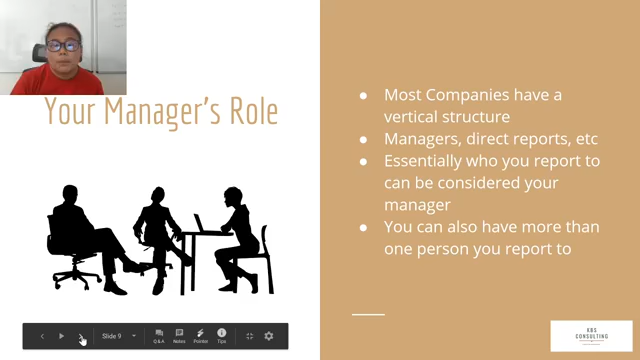 Your Manager's Role
● Most Companies have a
vertical structure
● Managers, direct reports, etc
● Essentially who you report to
can be considered your
manager
● You can also have more than
one person you report to
Slide 9
Q&A
Notes
Pointer
Tips
KBS
CONSULTING